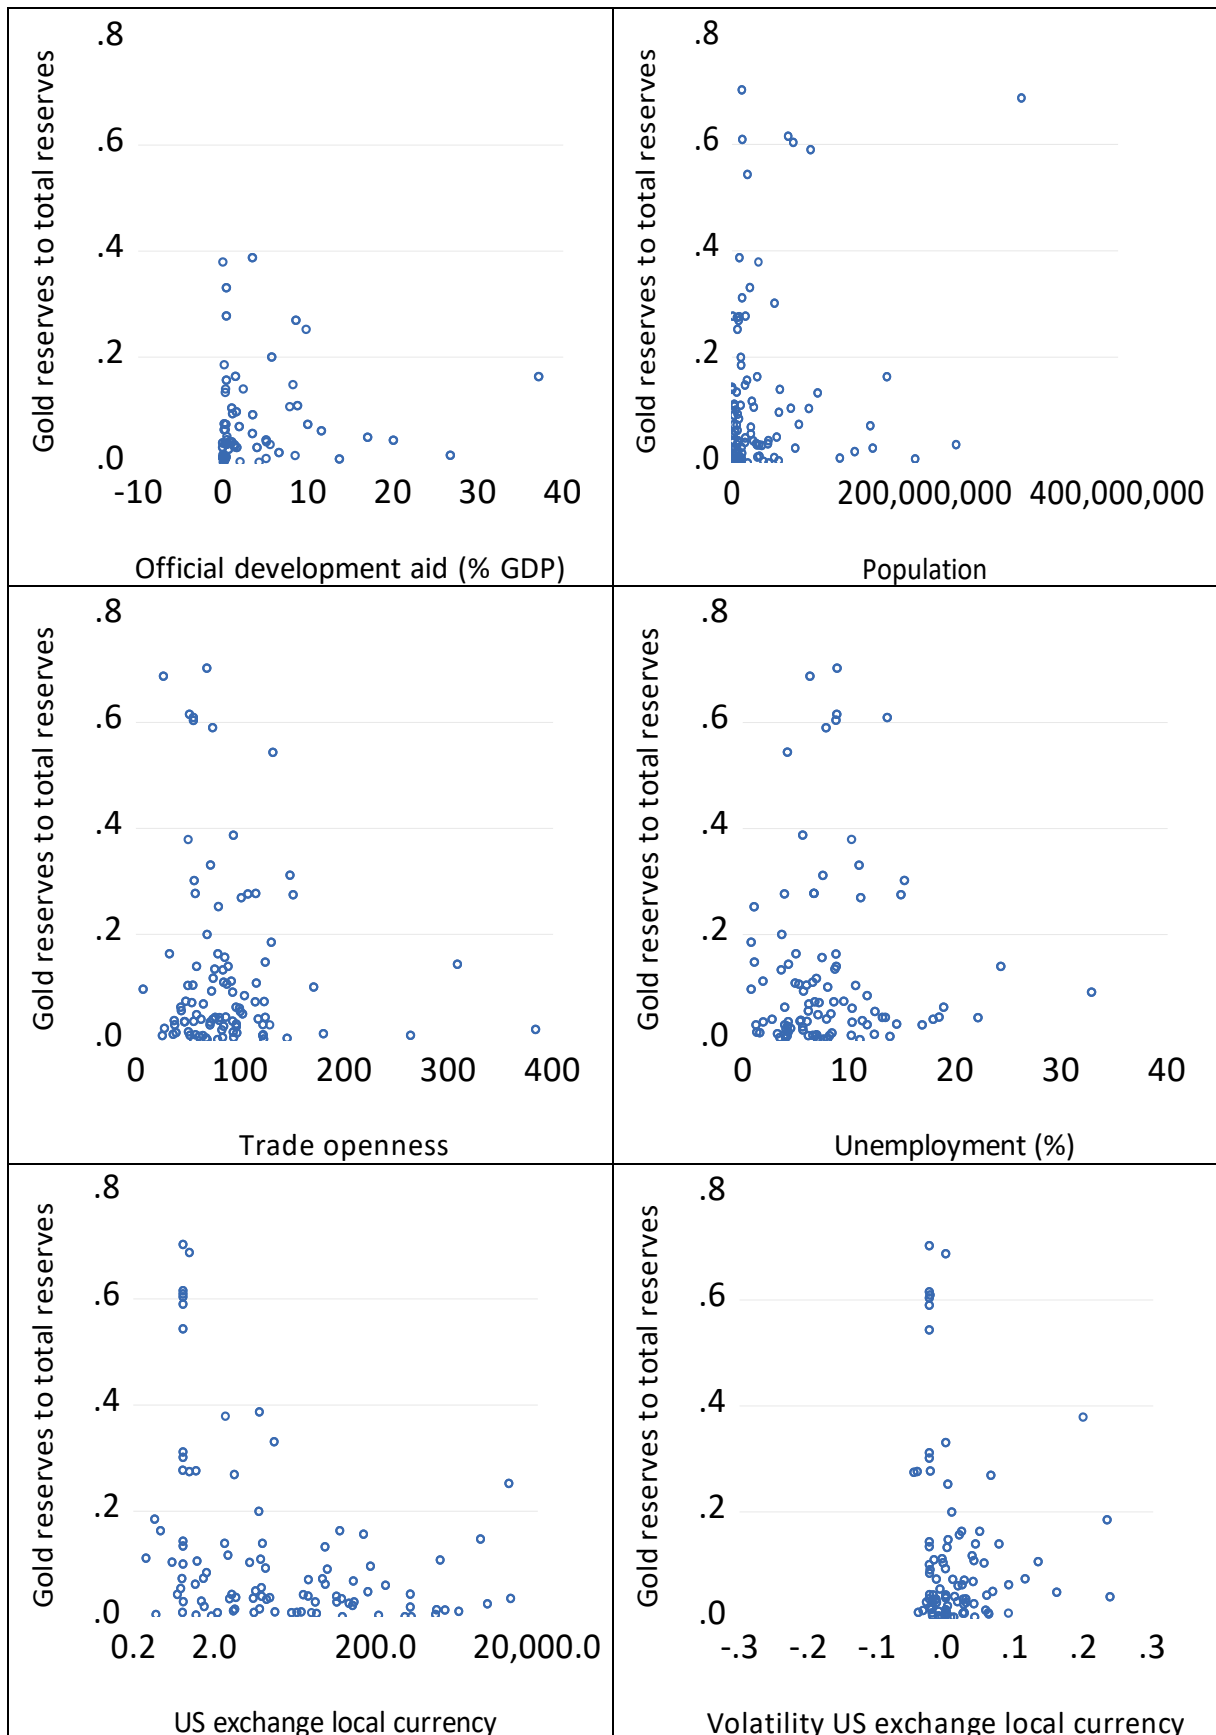 .8
.6
.4
.2
.0
-10 0 10 20 30 40
Gold reserves to total reserves
Official development aid (% GDP)
.8
.6
.4
.2
.0
0 200,000,000 400,000,000
Gold reserves to total reserves
Population
.8
.6
.4
.2
.0
0 100 200 300 400
Gold reserves to total reserves
Trade openness
.8
.6
.4
.2
.0
0 10 20 30 40
Gold reserves to total reserves
Unemployment (%)
.8
.6
.4
.2
.0
0.2 2.0 200.0 20,000.0
Gold reserves to total reserves
US exchange local currency
.8
.6
.4
.2
.0
-.3 -.2 -.1 .0 .1 .2 .3
Gold reserves to total reserves
Volatility US exchange local currency